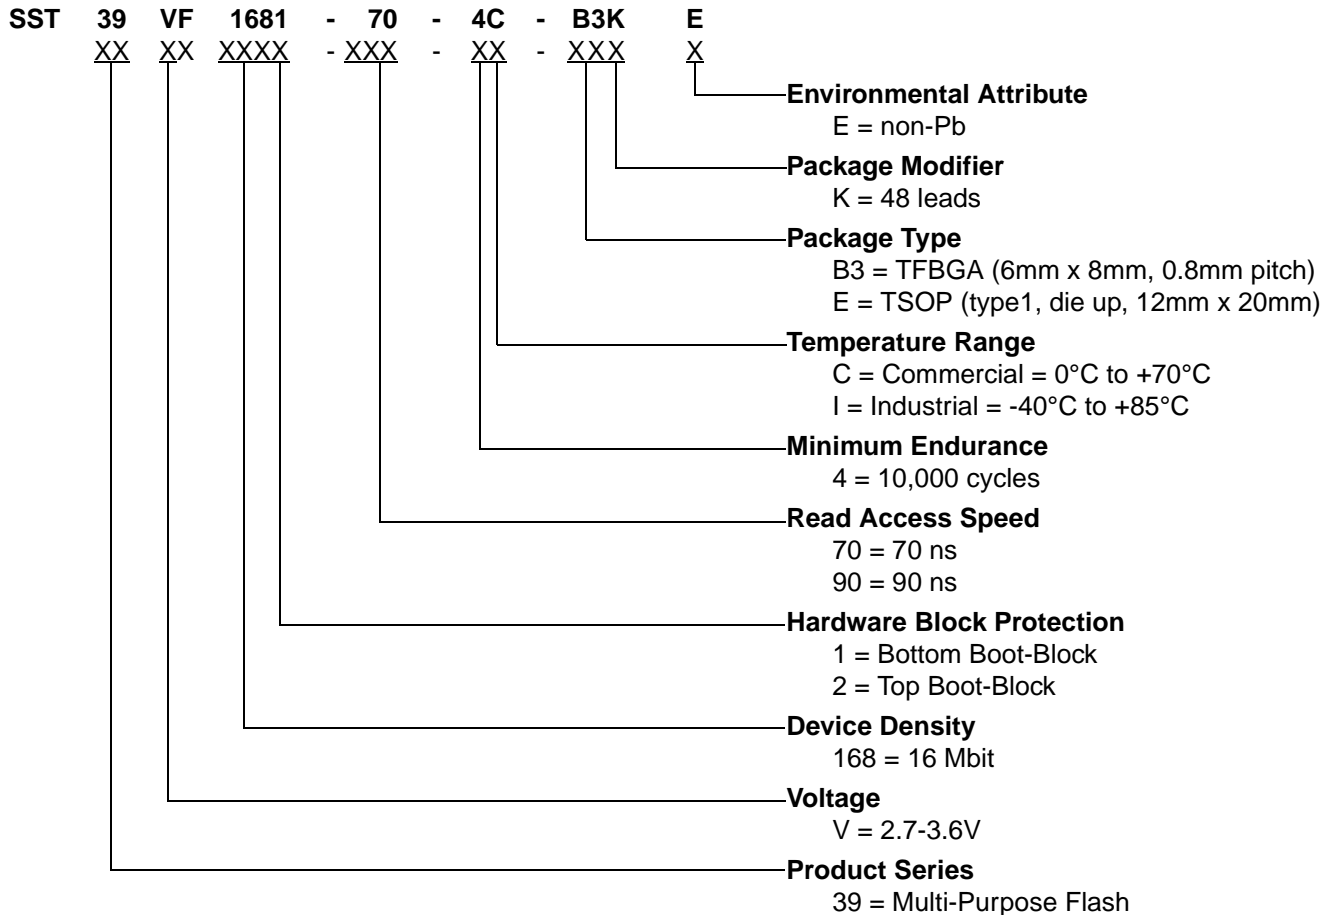 SST 39 VF 1681 - 70 - 4C - B3K E
XX XX XXXX - XXX - XX - XXX X
Environmental Attribute
E = non-Pb
Package Modifier
K = 48 leads
Package Type
B3 = TFBGA (6mm x 8mm, 0.8mm pitch)
E = TSOP (type1, die up, 12mm x 20mm)
Temperature Range
C = Commercial = 0°C to +70°C
I = Industrial = -40°C to +85°C
Minimum Endurance
4 = 10,000 cycles
Read Access Speed
70 = 70 ns
90 = 90 ns
Hardware Block Protection
1 = Bottom Boot-Block
2 = Top Boot-Block
Device Density
168 = 16 Mbit
Voltage
V = 2.7-3.6V
Product Series
39 = Multi-Purpose Flash